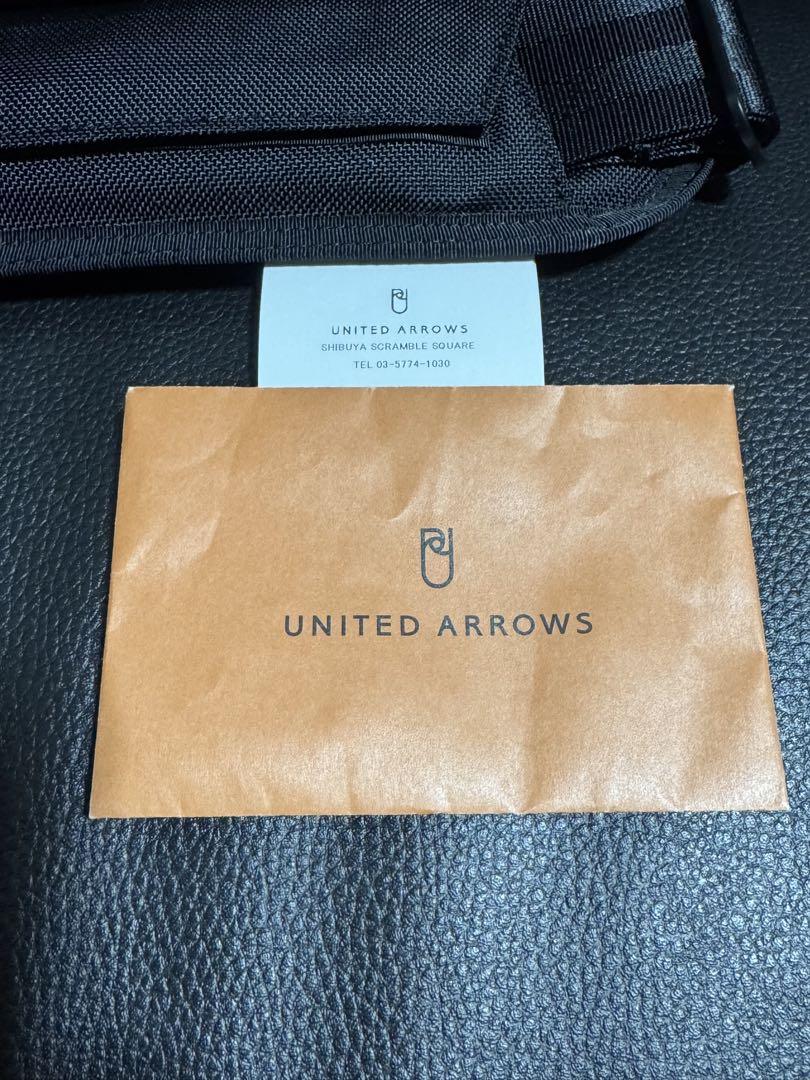 UNITED ARROWS
SHIBUYA SCRAMBLE SQUARE
TEL 03-5774-1030
UNITED ARROWS